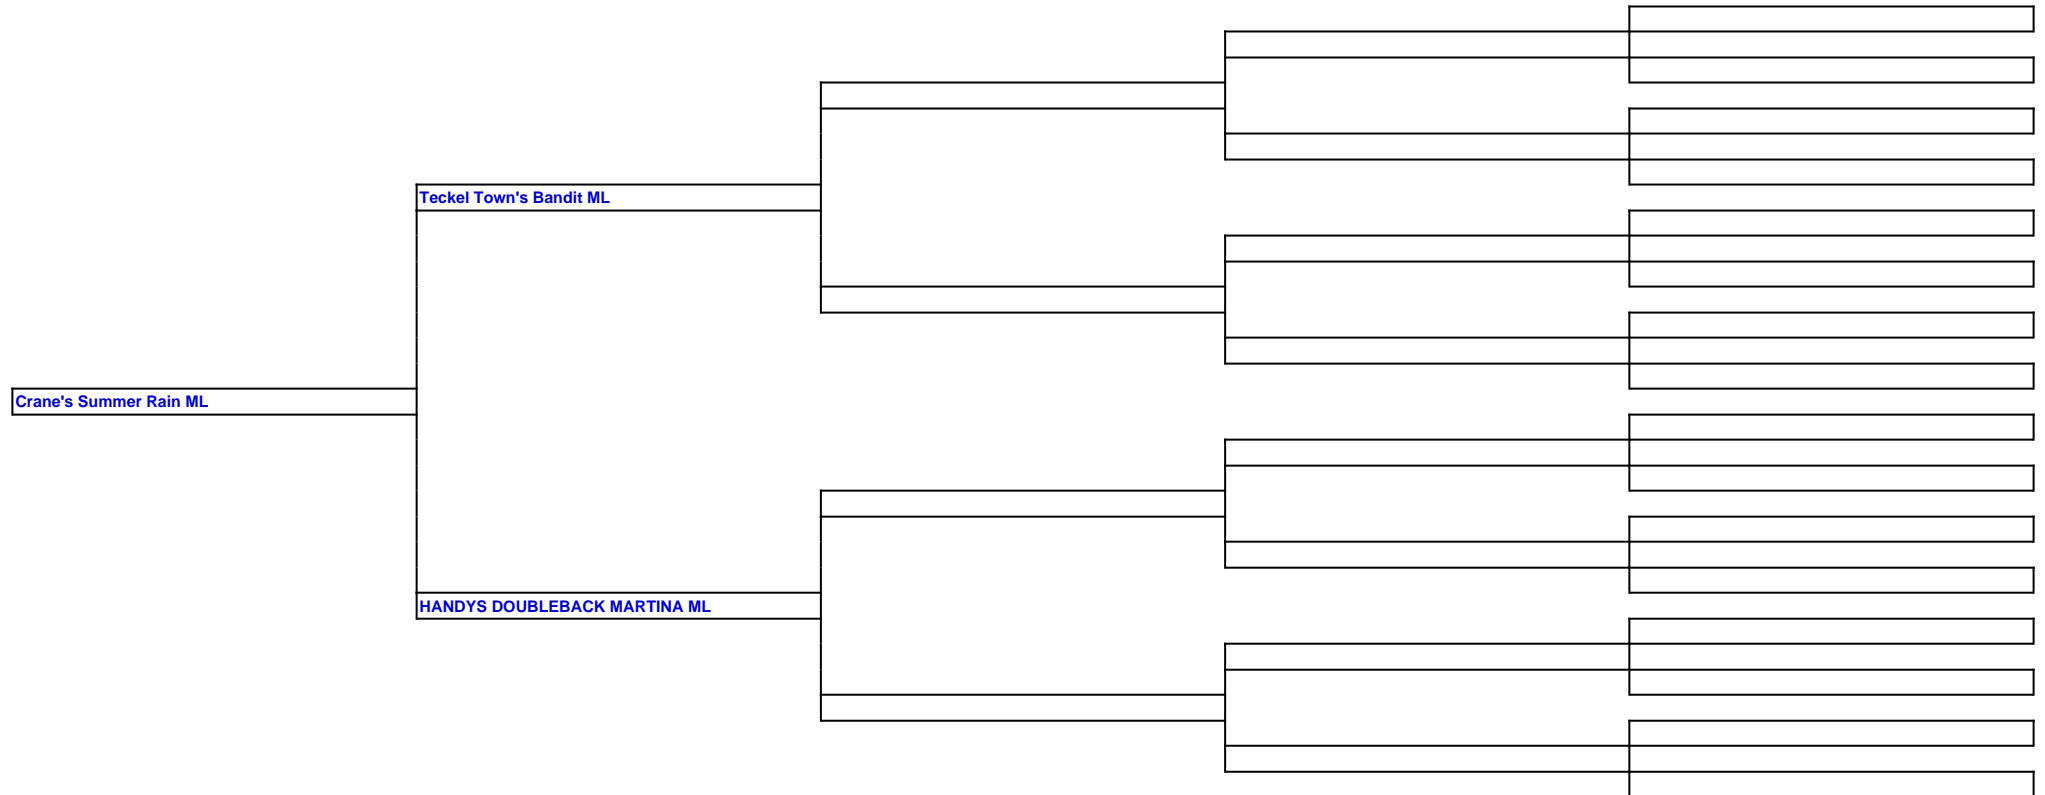 Teckel Town's Bandit ML
Crane's Summer Rain ML
HANDYS DOUBLEBACK MARTINA ML